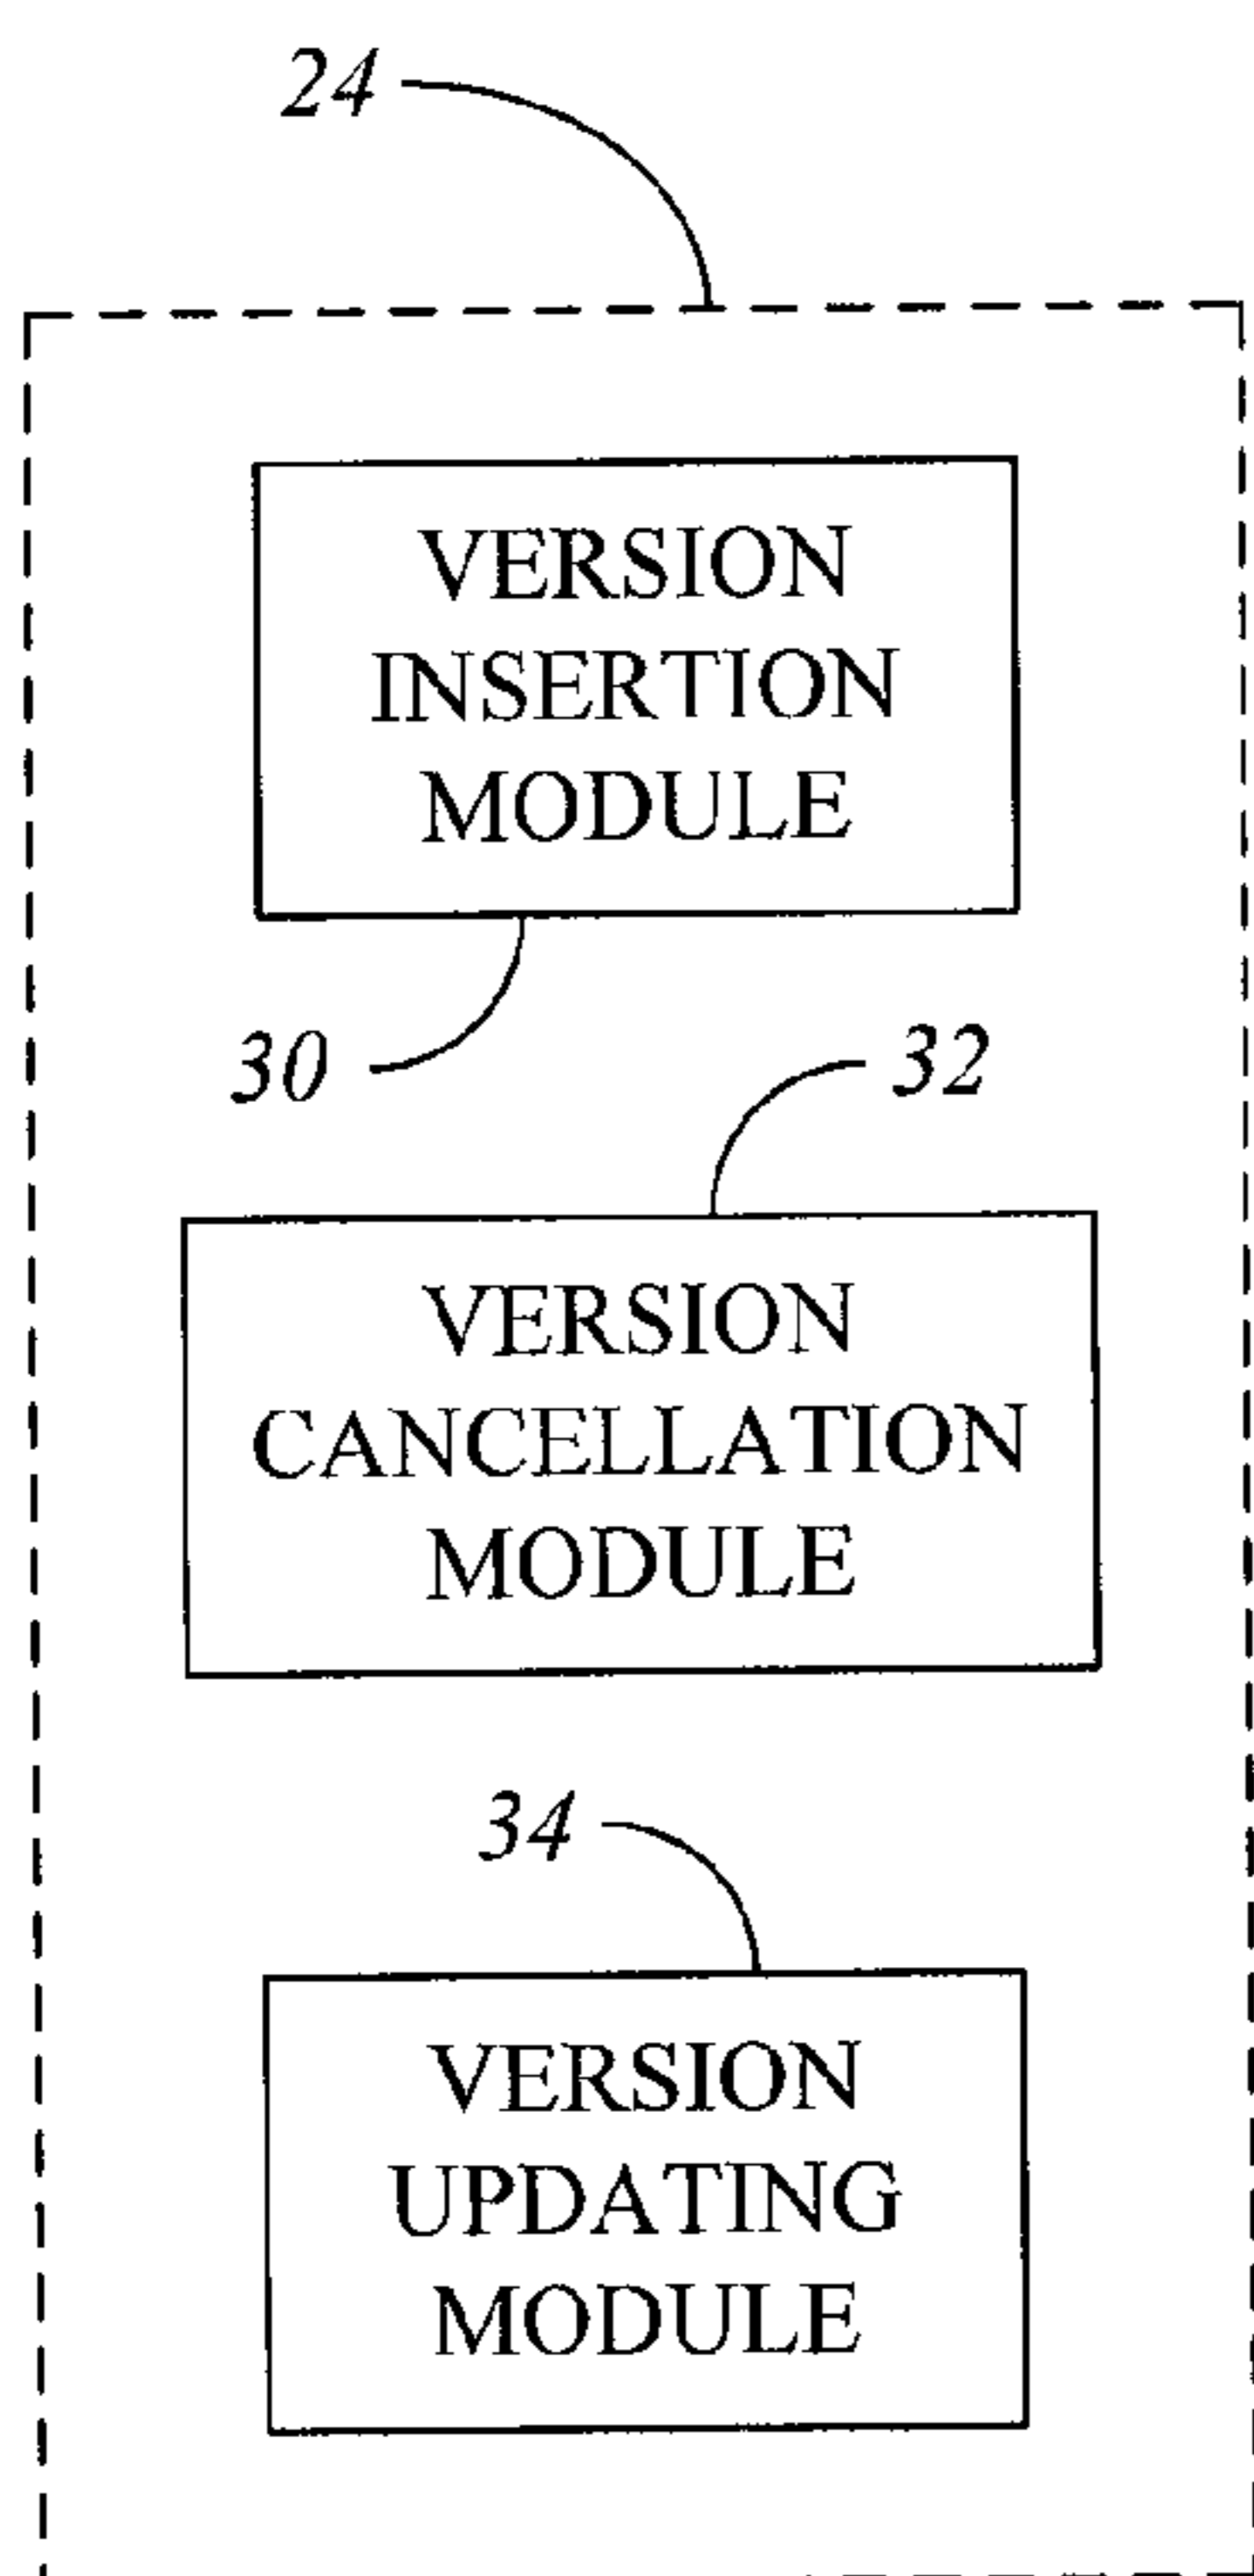 24
VERSION
INSERTION
MODULE
30
32
VERSION
CANCELLATION
MODULE
34
VERSION
UPDATING
MODULE